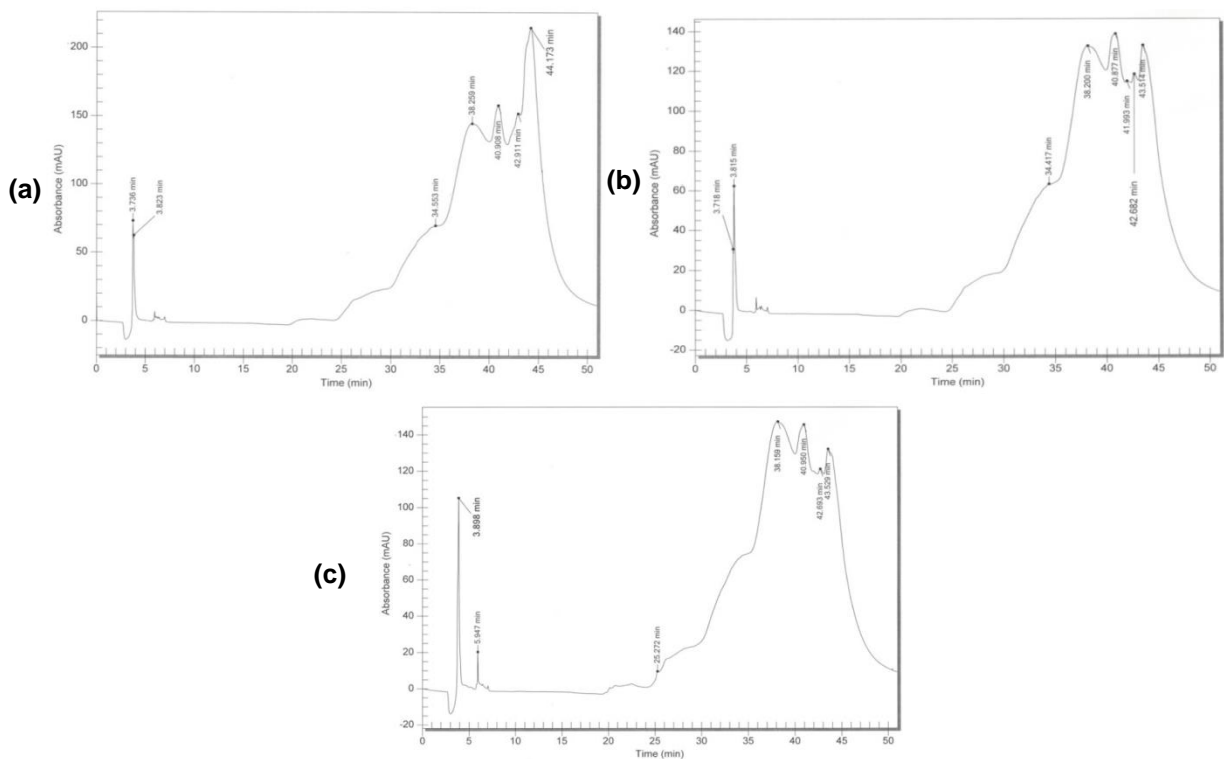 (a)
Absorbance (mAU)
200
150
100
50
0
3.736 min
3.823 min
34.553 min
38.259 min
40.908 min
42.911 min
44.173 min
0 5 10 15 20 25 30 35 40 45 50
Time (min)
(b)
Absorbance (mAU)
140
120
100
80
60
40
20
0
-20
3.718 min
3.815 min
34.417 min
38.200 min
40.877 min
41.993 min
42.682 min
43.514 min
0 5 10 15 20 25 30 35 40 45 50
Time (min)
(c)
Absorbance (mAU)
140
120
100
80
60
40
20
0
-20
3.898 min
5.947 min
25.272 min
38.159 min
40.950 min
42.693 min
43.529 min
0 5 10 15 20 25 30 35 40 45 50
Time (min)